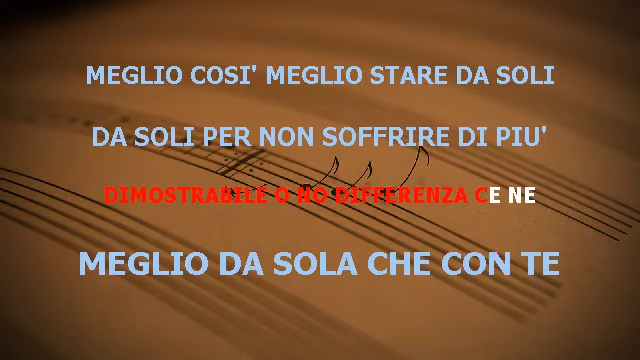 MEGLIO COSI' MEGLIO STARE DA SOLI
DA SOLI PER NON SOFFRIRE DI PIU'
DIMOSTRABILE O NO DIFFERENZA CE NE
MEGLIO DA SOLA CHE CON TE